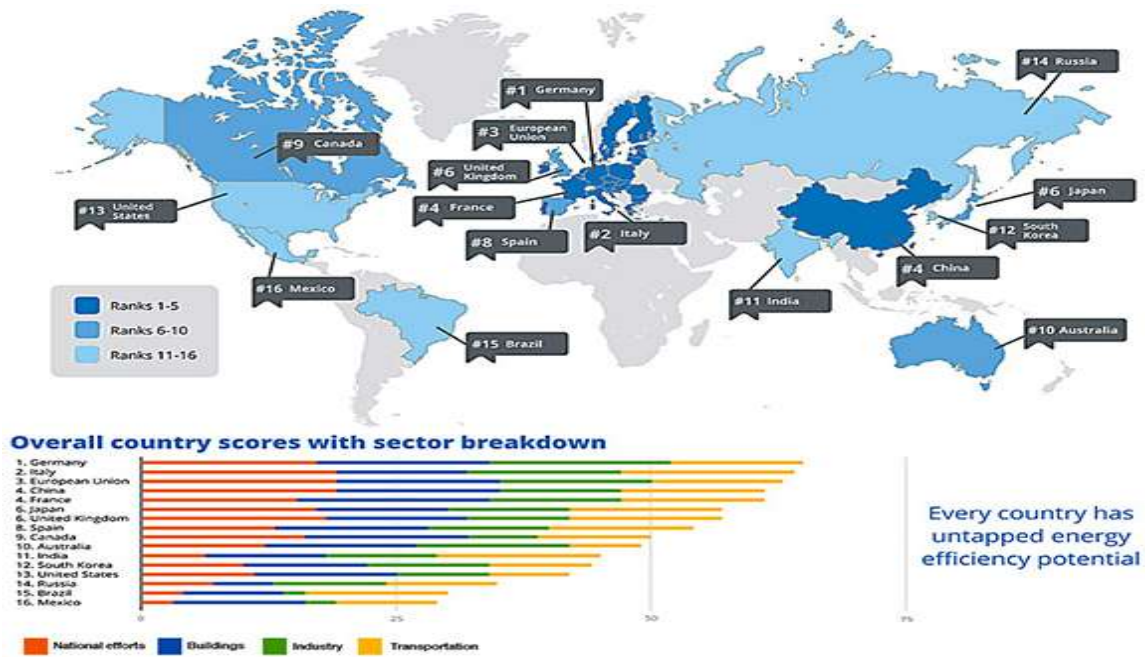 #14 Russia
#1 Germany
#3 European
Union
#9 Canada
#6 United
Kingdom
#6 Japan
#13 United
States
#4 France
#12 South
Korea
#8 Spain
#2 Italy
#4 China
#16 Mexico
#11 India
#15 Brazil
#10 Australia
Ranks 1-5
Ranks 6-10
Ranks 11-16
Overall country scores with sector breakdown
1. Germany
2. Italy
3. European Union
4. China
4. France
6. Japan
6. United Kingdom
8. Spain
9. Canada
10. Australia
11. India
12. South Korea
13. United States
14. Russia
15. Brazil
16. Mexico
0
25
50
75
Every country has
untapped energy
efficiency potential
National efforts
Buildings
Industry
Transportation